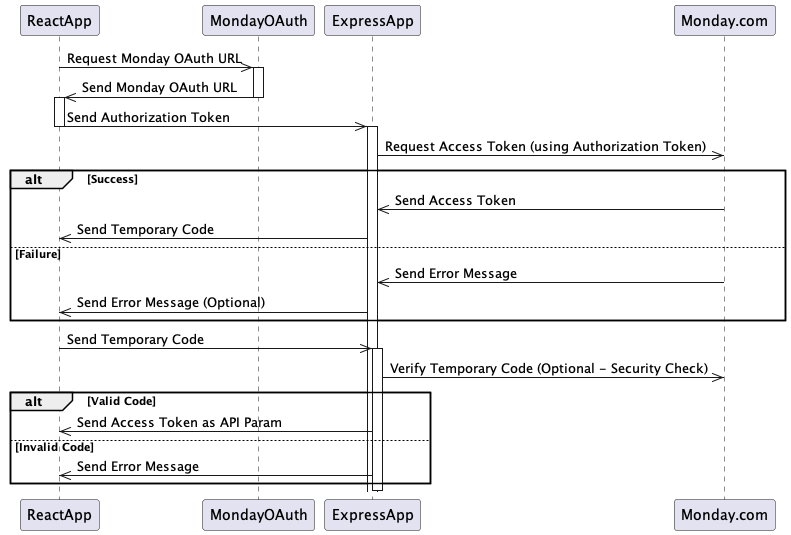 ReactApp MondayOAuth ExpressApp Monday.com
Request Monday OAuth URL
Send Monday OAuth URL
Send Authorization Token
Request Access Token (using Authorization Token)
alt [Success]
Send Access Token
Send Temporary Code
[Failure]
Send Error Message
Send Error Message (Optional)
Send Temporary Code
Verify Temporary Code (Optional - Security Check)
alt [Valid Code]
Send Access Token as API Param
[Invalid Code]
Send Error Message
ReactApp MondayOAuth ExpressApp Monday.com